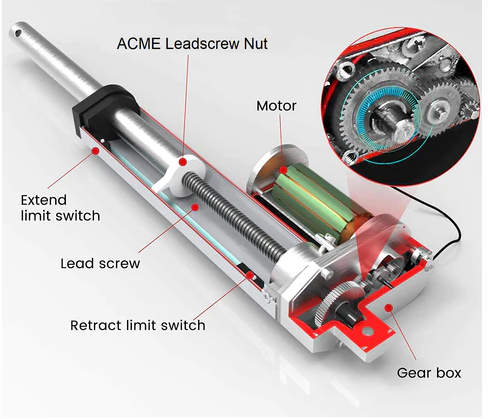 ACME Leadscrew Nut
Motor
Extend
limit switch
Lead screw
Retract limit switch
Gear box